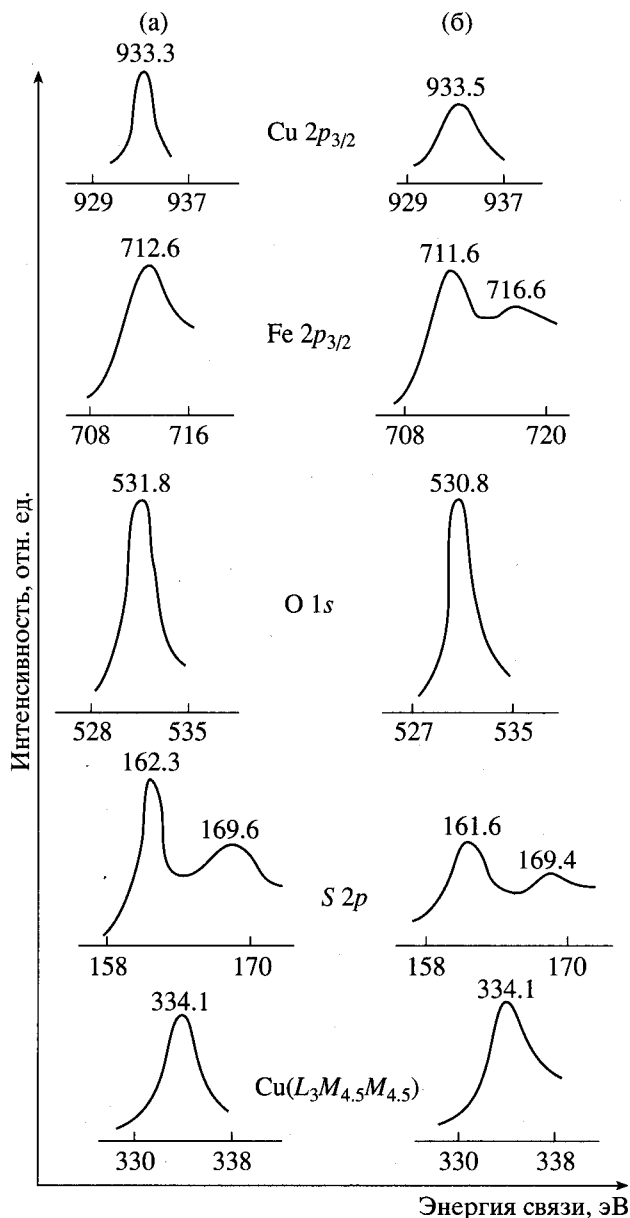 (а) (б)
933.3 933.5
Cu 2p3/2
929 937 929 937
712.6 711.6 716.6
Fe 2p3/2
708 716 708 720
531.8 530.8
O 1s
528 535 527 535
162.3 169.6 161.6 169.4
S 2p
158 170 158 170
334.1 334.1
Cu(L3M4.5M4.5)
330 338 330 338
Интенсивность, отн. ед.
Энергия связи, эВ